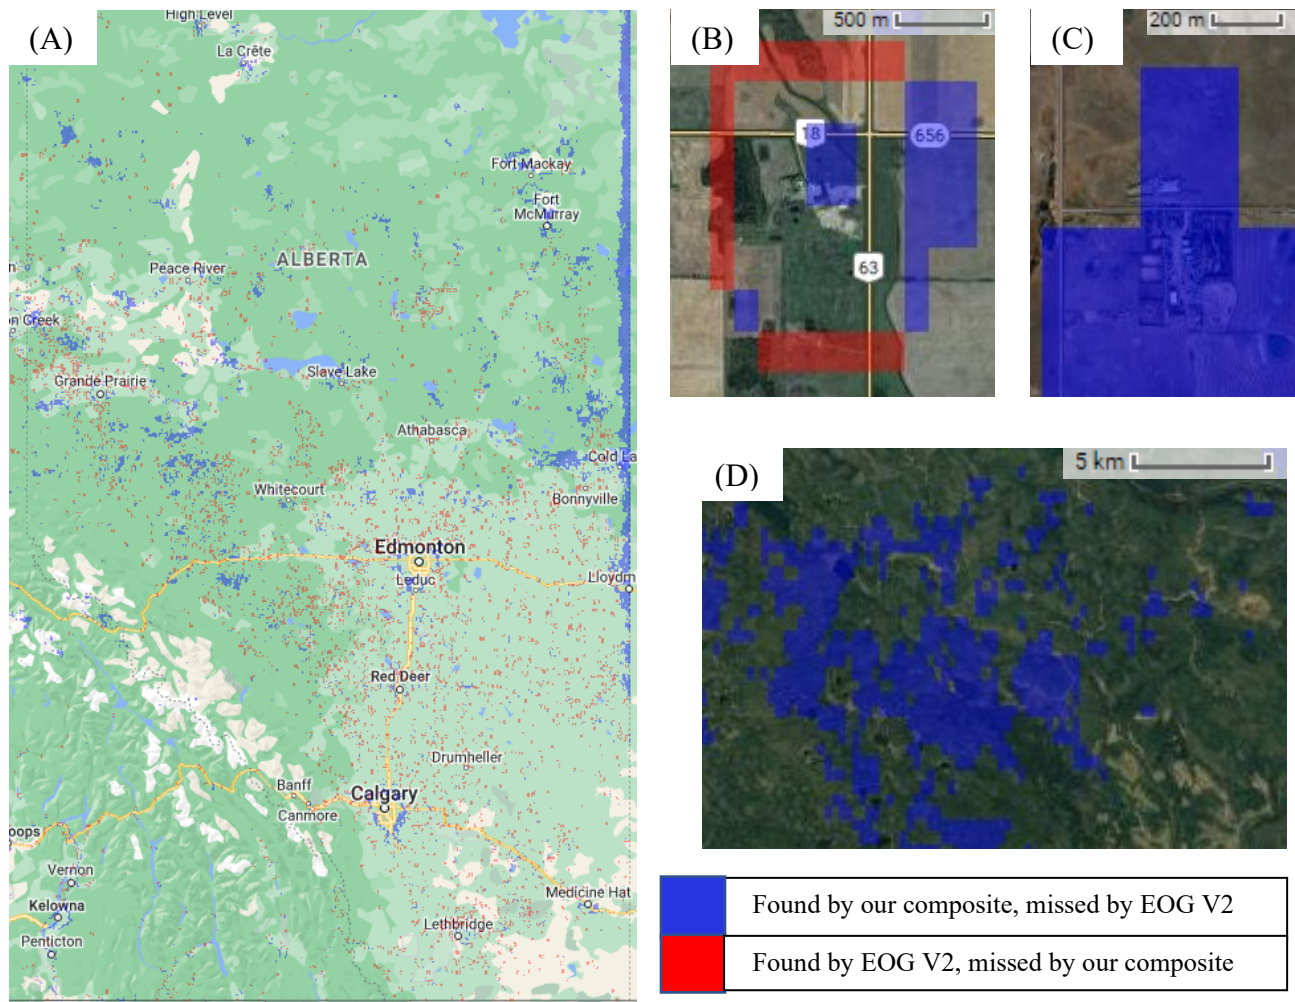 (A)
High Level
La Crête
Fort Mackay
Fort
McMurray
ALBERTA
Peace River
n
on Creek
Grande Prairie
Slave Lake
Athabasca
Cold La
Whitecourt
Bonnyville
Edmonton
Leduc
Lloydm
Red Deer
Drumheller
Banff
Calgary
Canmore
oops
Vernon
Medicine Hat
Kelowna
Lethbridge
Penticton
(B)
500 m
18
656
63
(C)
200 m
(D)
5 km
Found by our composite, missed by EOG V2
Found by EOG V2, missed by our composite